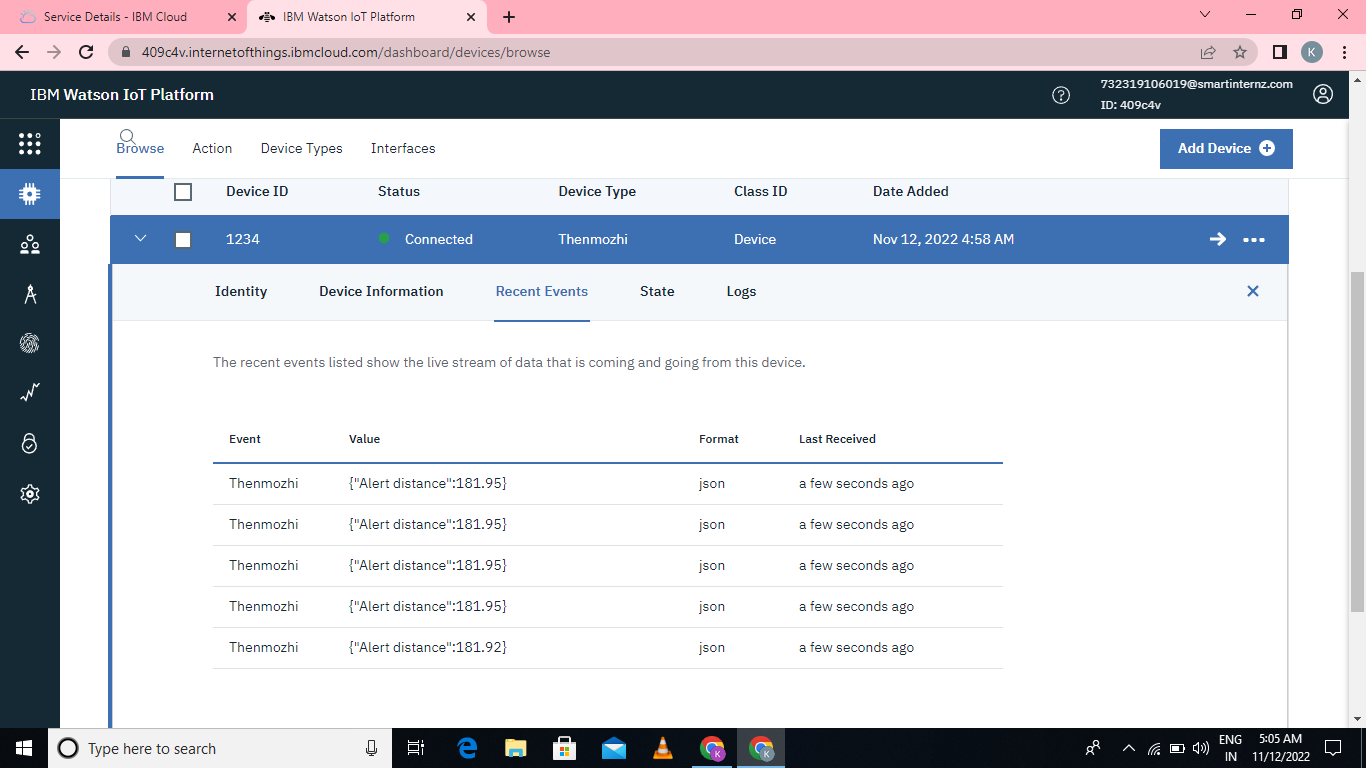 Service Details - IBM Cloud
IBM Watson IoT Platform
409c4v.internetofthings.ibmcloud.com/dashboard/devices/browse
K
IBM Watson IoT Platform
732319106019@smartinternz.com
ID: 409c4v
Browse Action Device Types Interfaces
Add Device
Device ID Status Device Type Class ID Date Added
1234 Connected Thenmozhi Device Nov 12, 2022 4:58 AM
Identity Device Information Recent Events State Logs
The recent events listed show the live stream of data that is coming and going from this device.
Event Value Format Last Received
Thenmozhi {"Alert distance":181.95} json a few seconds ago
Thenmozhi {"Alert distance":181.95} json a few seconds ago
Thenmozhi {"Alert distance":181.95} json a few seconds ago
Thenmozhi {"Alert distance":181.95} json a few seconds ago
Thenmozhi {"Alert distance":181.92} json a few seconds ago
Type here to search
K
K
ENG
IN
5:05 AM
11/12/2022